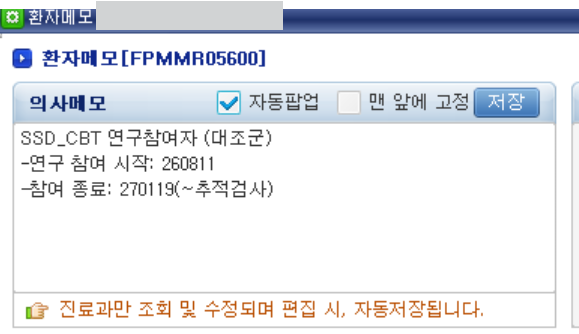 환자메모
환자메모[FPMMR05600]
의사메모 자동팝업 맨 앞에 고정 저장
SSD_CBT 연구참여자 (대조군)
-연구 참여 시작: 260811
-참여 종료: 270119(~추적검사)
진료과만 조회 및 수정되며 편집 시, 자동저장됩니다.